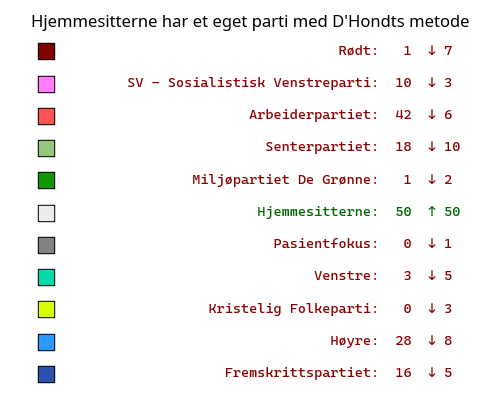 Hjemmesitterne har et eget parti med D'Hondts metode
Rødt: 1 ↓ 7
SV – Sosialistisk Venstreparti: 10 ↓ 3
Arbeiderpartiet: 42 ↓ 6
Senterpartiet: 18 ↓ 10
Miljøpartiet De Grønne: 1 ↓ 2
Hjemmesitterne: 50 ↑ 50
Pasientfokus: 0 ↓ 1
Venstre: 3 ↓ 5
Kristelig Folkeparti: 0 ↓ 3
Høyre: 28 ↓ 8
Fremskrittspartiet: 16 ↓ 5